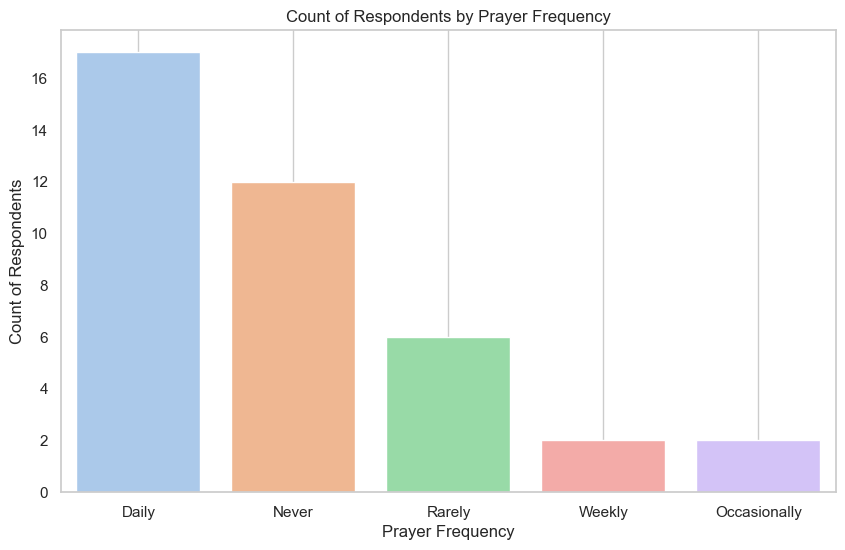 Count of Respondents by Prayer Frequency
Count of Respondents
16
14
12
10
8
6
4
2
0
Daily Never Rarely Weekly Occasionally
Prayer Frequency